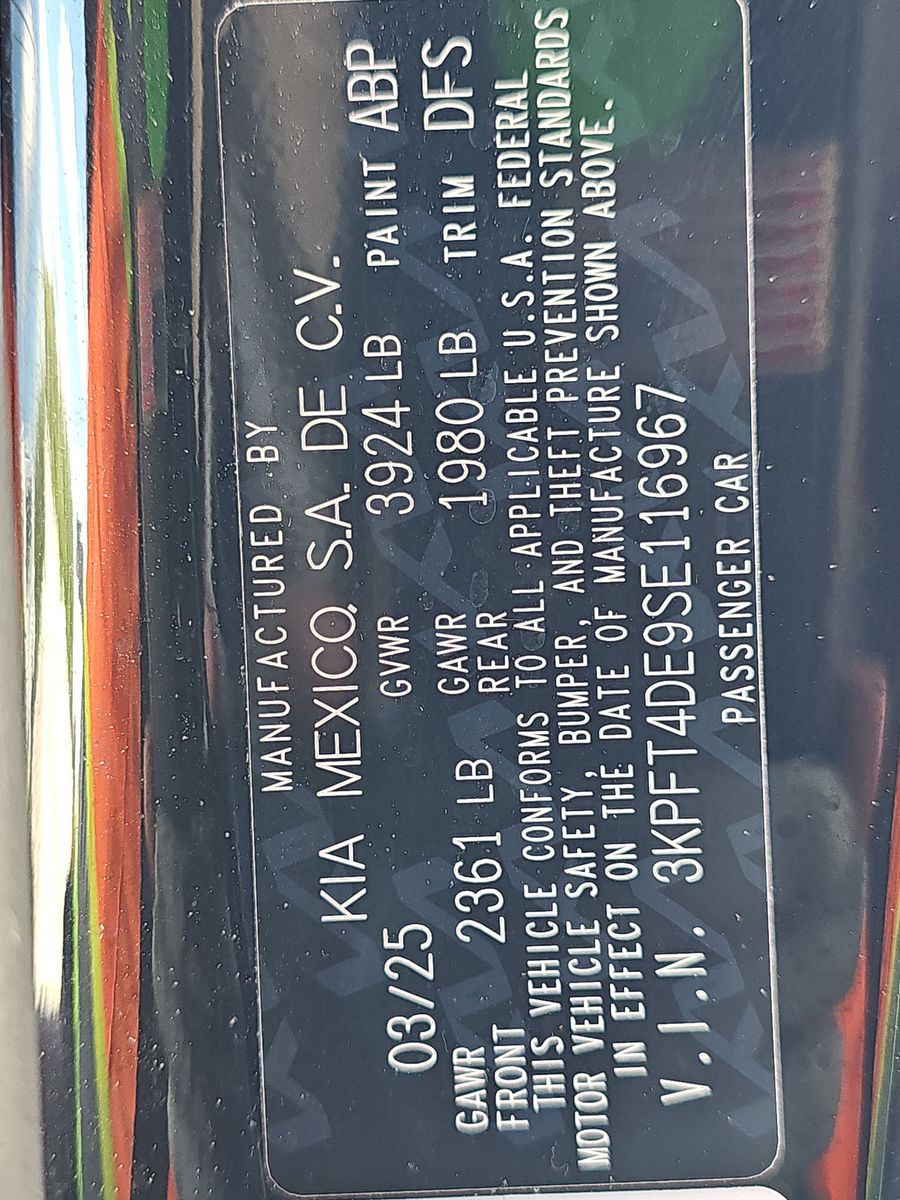 MANUFACTURED BY
KIA MEXICO, S.A. DE C.V.
03/25 GVWR 3924 LB PAINT ABP
GAWR FRONT 2361 LB GAWR REAR 1980 LB TRIM DFS
THIS VEHICLE CONFORMS TO ALL APPLICABLE U.S.A. FEDERAL
MOTOR VEHICLE SAFETY, BUMPER, AND THEFT PREVENTION STANDARDS
IN EFFECT ON THE DATE OF MANUFACTURE SHOWN ABOVE.
V.I.N. 3KPFT4DE9SE116967
PASSENGER CAR